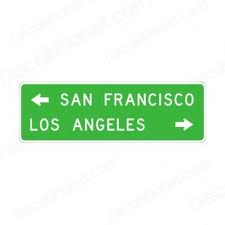 ← SAN FRANCISCO
LOS ANGELES →